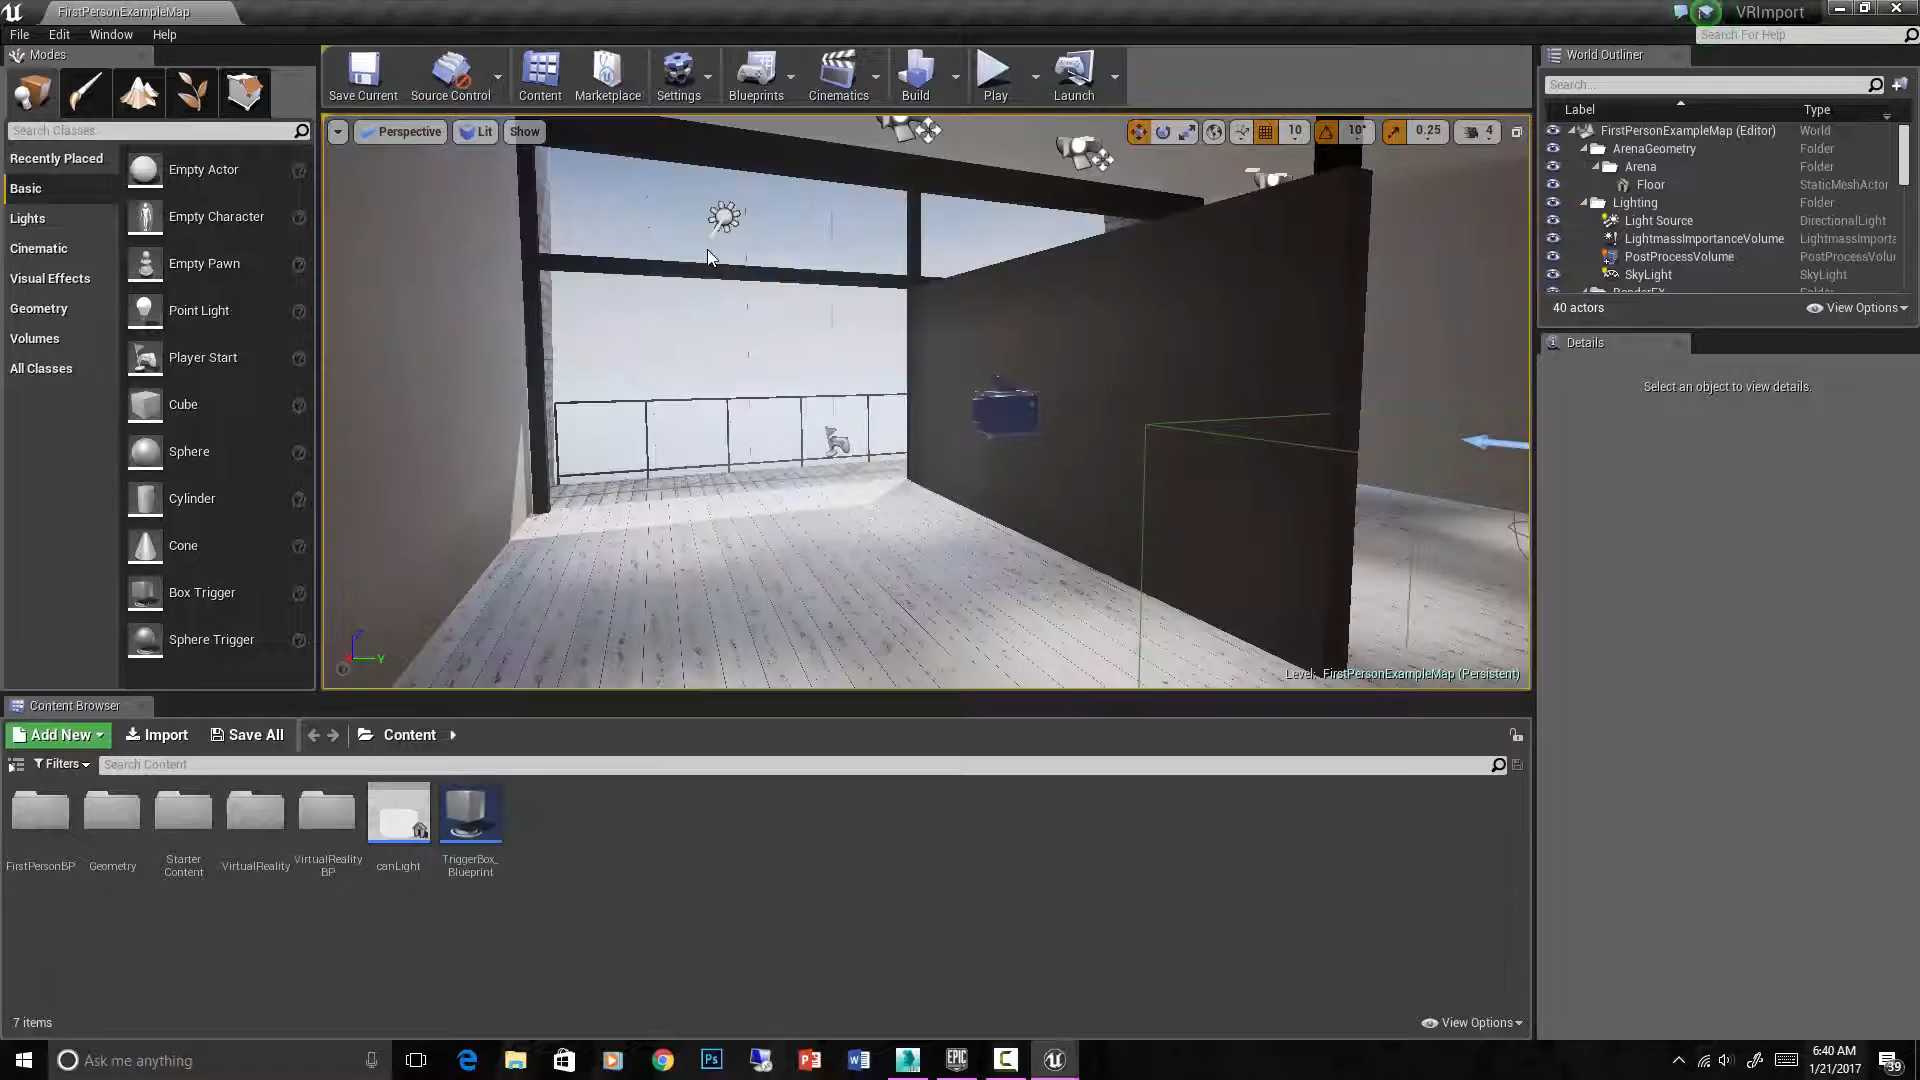 FirstPersonExampleMap
VRImport
File Edit Window Help
Search For Help
Modes
Save Current
Source Control
Content
Marketplace
Settings
Blueprints
Cinematics
Build
Play
Launch
World Outliner
Search...
Label Type
Search Classes
Recently Placed
Basic
Lights
Cinematic
Visual Effects
Geometry
Volumes
All Classes
Empty Actor
Empty Character
Empty Pawn
Point Light
Player Start
Cube
Sphere
Cylinder
Cone
Box Trigger
Sphere Trigger
Perspective Lit Show
10 10° 0.25 4
Z
Y
Level: FirstPersonExampleMap (Persistent)
FirstPersonExampleMap (Editor) World
ArenaGeometry Folder
Arena Folder
Floor StaticMeshActor
Lighting Folder
Light Source DirectionalLight
LightmassImportanceVolume LightmassImporta
PostProcessVolume PostProcessVolu
SkyLight SkyLight
RenderFX Folder
40 actors View Options
Details
Select an object to view details.
Content Browser
Add New Import Save All Content
Filters Search Content
FirstPersonBP
Geometry
Starter
Content
VirtualReality
VirtualReality
BP
canLight
TriggerBox_
Blueprint
7 items View Options
Ask me anything
EPIC
6:40 AM
1/21/2017
39